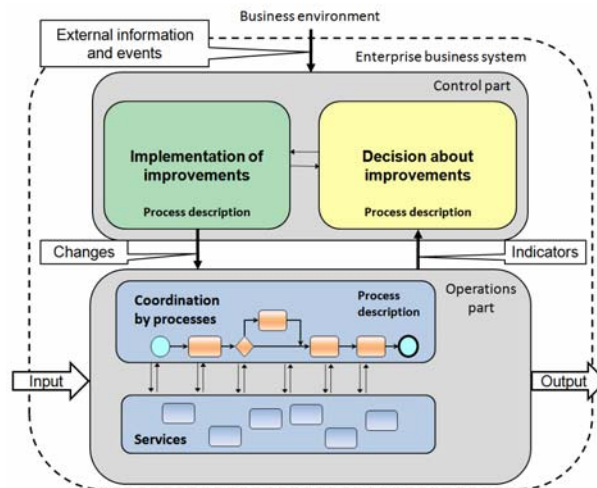 Business environment
External information
and events
Enterprise business system
Control part
Implementation of
improvements
Process description
Decision about
improvements
Process description
Changes
Indicators
Coordination
by processes
Process
description
Operations
part
Input
Output
Services